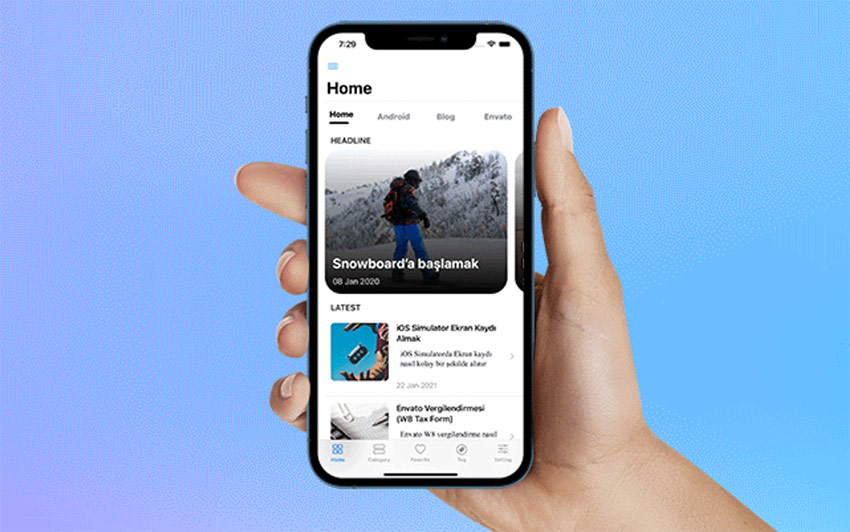 7:29
Home
Home Android Blog Envato
HEADLINE
Snowboard'a başlamak
08 Jan 2020
LATEST
iOS Simulator Ekran Kaydı
Almak
iOS Simulatorda Ekran kaydı
nasıl kolay bir şekilde alınır
22 Jan 2021
Envato Vergilendirmesi
(W8 Tax Form)
Envato W8 vergilendirme nasıl
Home Category Favorite Tag Setting